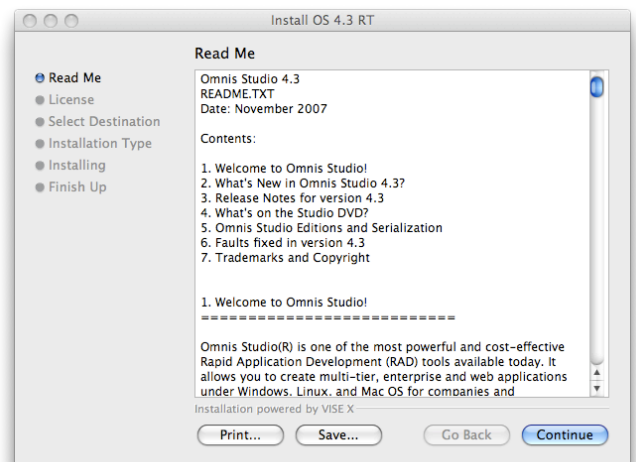 Install OS 4.3 RT
Read Me
License
Select Destination
Installation Type
Installing
Finish Up
Read Me
Omnis Studio 4.3
README.TXT
Date: November 2007
Contents:
1. Welcome to Omnis Studio!
2. What's New in Omnis Studio 4.3?
3. Release Notes for version 4.3
4. What's on the Studio DVD?
5. Omnis Studio Editions and Serialization
6. Faults fixed in version 4.3
7. Trademarks and Copyright
1. Welcome to Omnis Studio!
===========================
Omnis Studio(R) is one of the most powerful and cost-effective
Rapid Application Development (RAD) tools available today. It
allows you to create multi-tier, enterprise and web applications
under Windows, Linux, and Mac OS for companies and
Installation powered by VISE X
Print...
Save...
Go Back
Continue